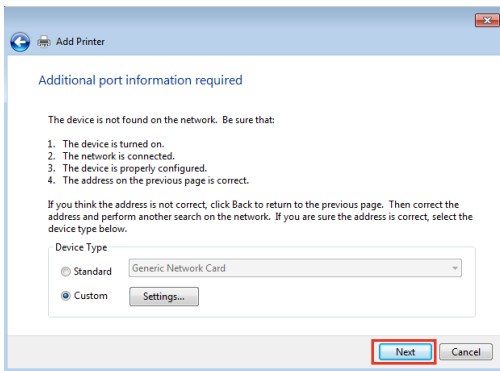 Add Printer
Additional port information required
The device is not found on the network. Be sure that:
1. The device is turned on.
2. The network is connected.
3. The device is properly configured.
4. The address on the previous page is correct.
If you think the address is not correct, click Back to return to the previous page. Then correct the
address and perform another search on the network. If you are sure the address is correct, select the
device type below.
Device Type
Standard
Generic Network Card
Custom
Settings...
Next
Cancel